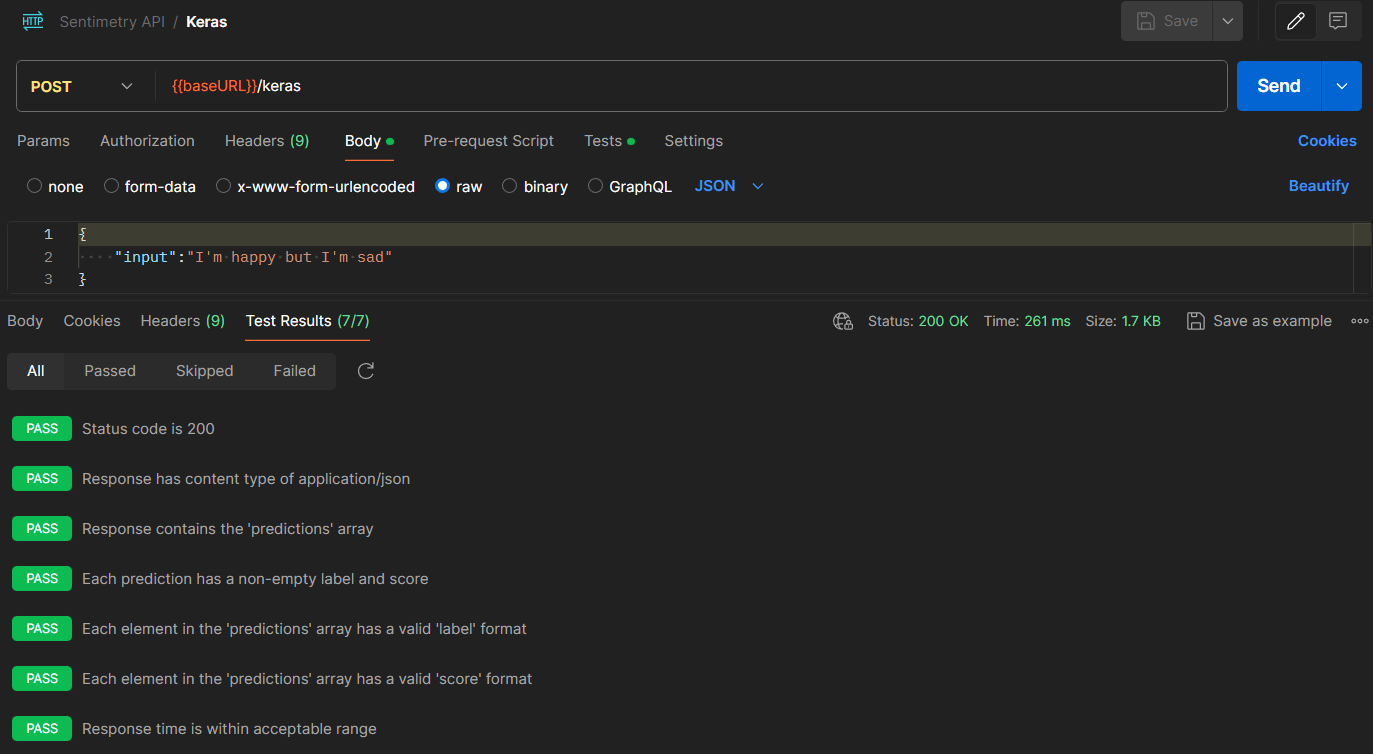 HTTP Sentimetry API / Keras Save
POST {{baseURL}}/keras Send
Params Authorization Headers (9) Body Pre-request Script Tests Settings Cookies
none form-data x-www-form-urlencoded raw binary GraphQL JSON Beautify
1 {
2 "input":"I'm happy but I'm sad"
3 }
Body Cookies Headers (9) Test Results (7/7) Status: 200 OK Time: 261 ms Size: 1.7 KB Save as example
All Passed Skipped Failed
PASS Status code is 200
PASS Response has content type of application/json
PASS Response contains the 'predictions' array
PASS Each prediction has a non-empty label and score
PASS Each element in the 'predictions' array has a valid 'label' format
PASS Each element in the 'predictions' array has a valid 'score' format
PASS Response time is within acceptable range